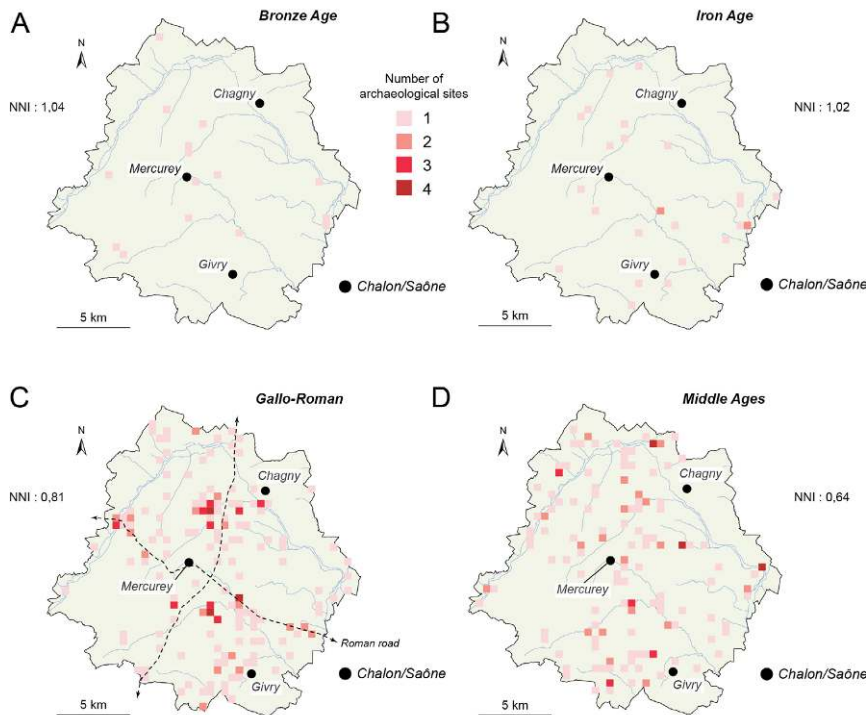 A
Bronze Age
N
NNI : 1,04
Chagny
Mercurey
Givry
Chalon/Saône
5 km
Number of
archaeological sites
1
2
3
4
B
Iron Age
N
NNI : 1,02
Chagny
Mercurey
Givry
Chalon/Saône
5 km
C
Gallo-Roman
N
NNI : 0,81
Chagny
Mercurey
Roman road
Givry
Chalon/Saône
5 km
D
Middle Ages
N
NNI : 0,64
Chagny
Mercurey
Givry
Chalon/Saône
5 km